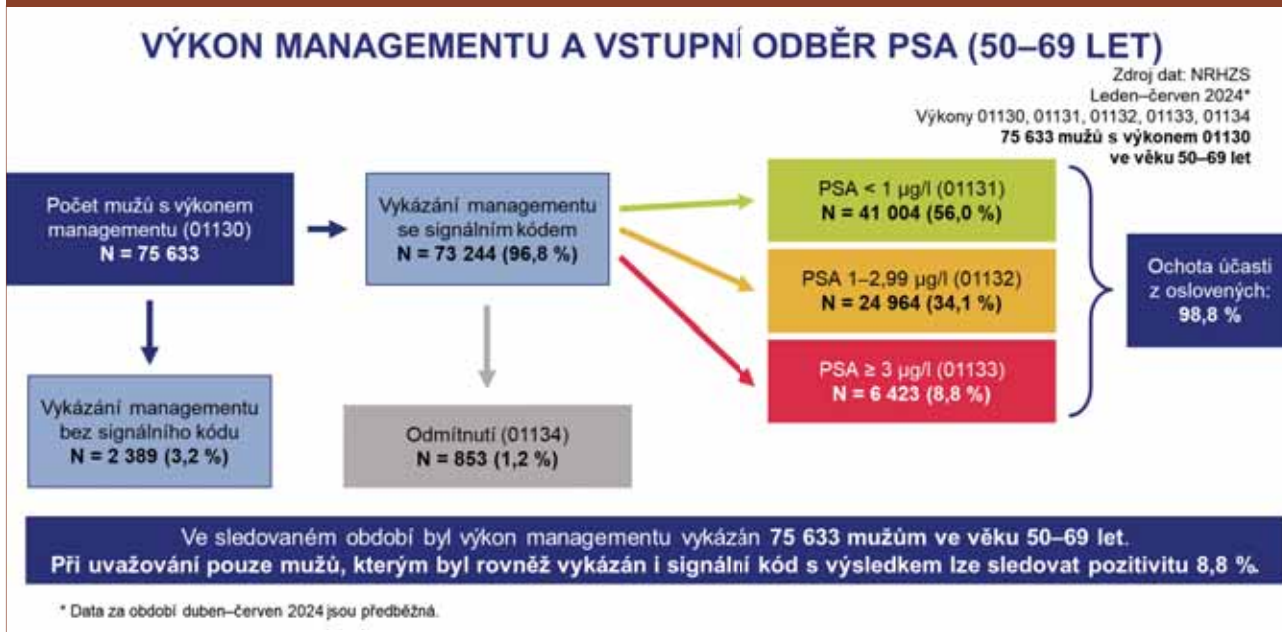 VÝKON MANAGEMENTU A VSTUPNÍ ODBĚR PSA (50–69 LET)
Zdroj dat: NRHZS
Leden–červen 2024*
Výkony 01130, 01131, 01132, 01133, 01134
75 633 mužů s výkonem 01130
ve věku 50–69 let
Počet mužů s výkonem
managementu (01130)
N = 75 633
Vykázání managementu
se signálním kódem
N = 73 244 (96,8 %)
PSA < 1 µg/l (01131)
N = 41 004 (56,0 %)
PSA 1–2,99 µg/l (01132)
N = 24 964 (34,1 %)
PSA ≥ 3 µg/l (01133)
N = 6 423 (8,8 %)
Ochota účasti
z oslovených:
98,8 %
Vykázání managementu
bez signálního kódu
N = 2 389 (3,2 %)
Odmítnutí (01134)
N = 853 (1,2 %)
Ve sledovaném období byl výkon managementu vykázán 75 633 mužům ve věku 50–69 let.
Při uvažování pouze mužů, kterým byl rovněž vykázán i signální kód s výsledkem lze sledovat pozitivitu 8,8 %.
* Data za období duben–červen 2024 jsou předběžná.